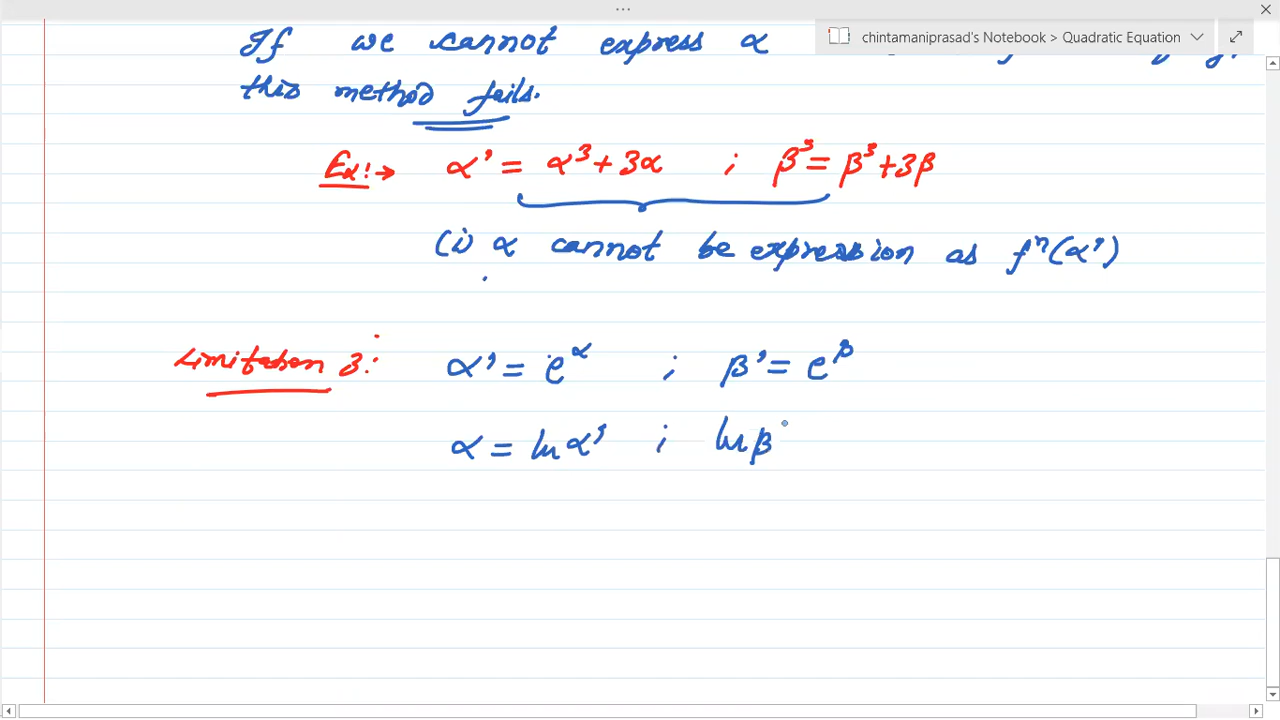 chintamaniprasad's Notebook > Quadratic Equation
If we cannot express α
this method fails.
Ex:→ α' = α³+3α ; β³= β³+3β
(i) α cannot be expression as fⁿ(α')
Limitation 3: α' = e^α ; β' = e^β
α = ln α' ; ln β